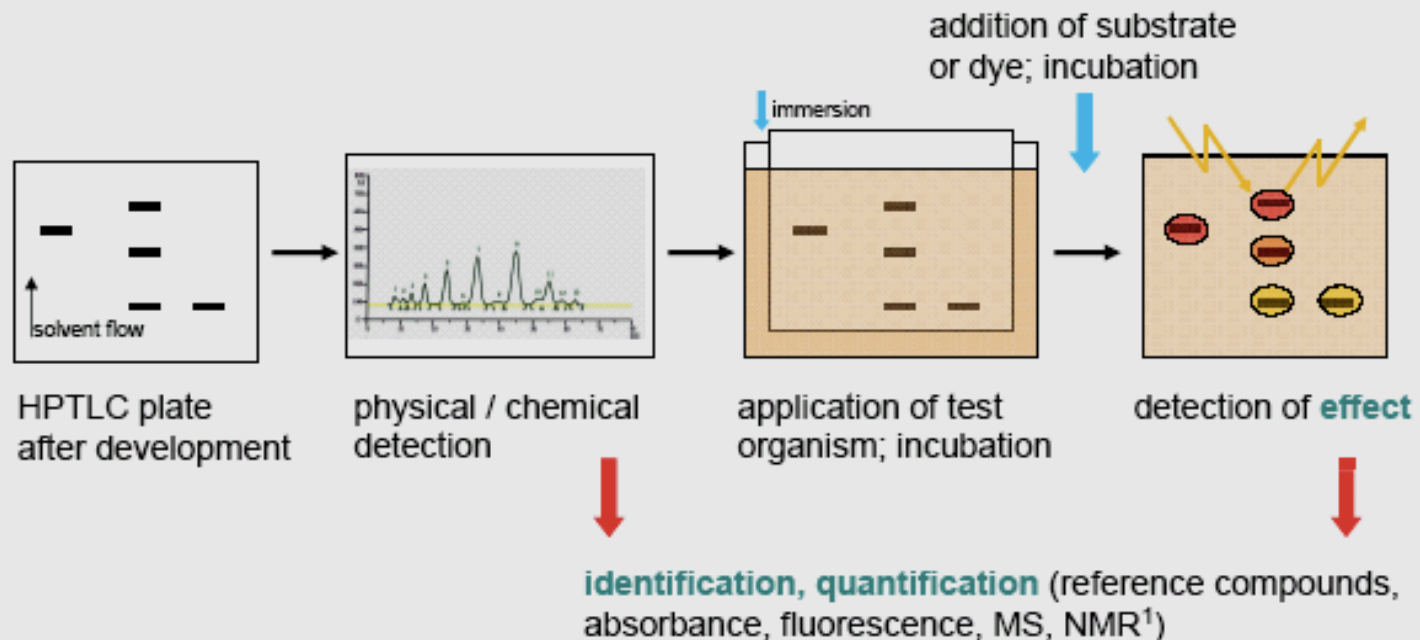 addition of substrate
or dye; incubation
immersion
solvent flow
HPTLC plate
after development
physical / chemical
detection
application of test
organism; incubation
detection of effect
identification, quantification (reference compounds,
absorbance, fluorescence, MS, NMR¹)